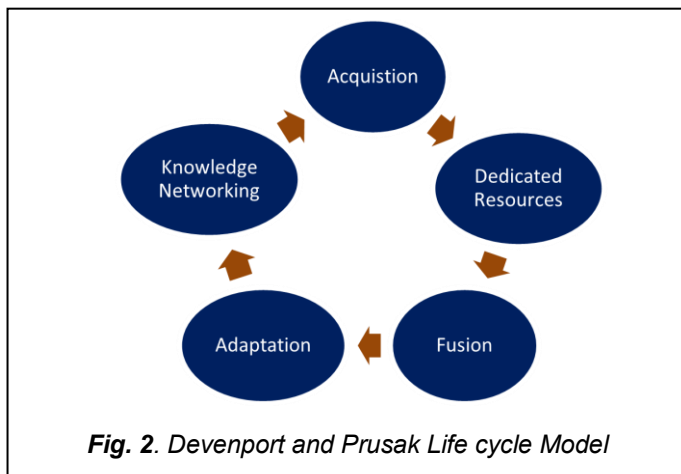 Acquistion
Dedicated
Resources
Fusion
Adaptation
Knowledge
Networking
Fig. 2. Devenport and Prusak Life cycle Model